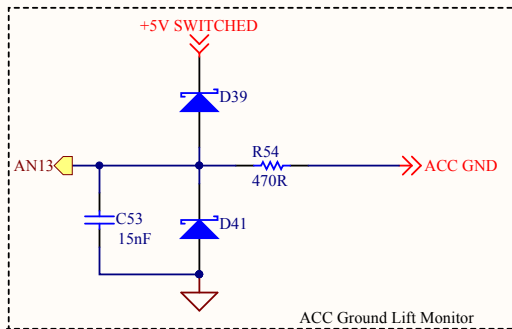 +5V SWITCHED
D39
R54
AN13
ACC GND
470R
C53
15nF
D41
ACC Ground Lift Monitor